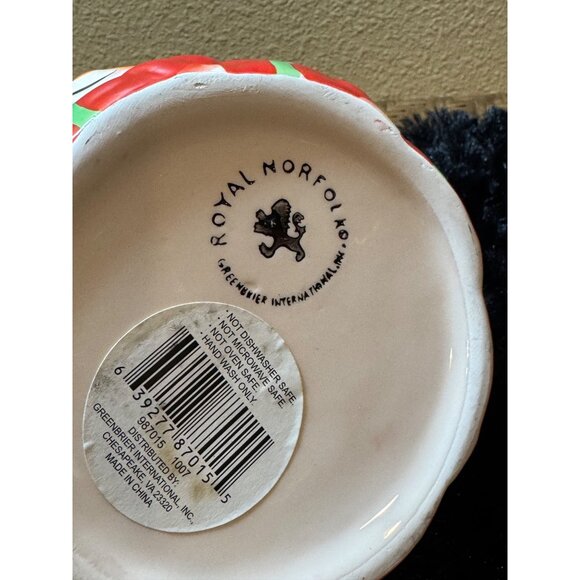 ROYAL NORFOLK®
GREENBRIER INTERNATIONAL, INC.
· NOT DISHWASHER SAFE
· NOT MICROWAVE SAFE
· NOT OVEN SAFE
· HAND WASH ONLY
6 39277 87015 5
987015 1007
DISTRIBUTED BY:
GREENBRIER INTERNATIONAL, INC.,
CHESAPEAKE, VA 23320
MADE IN CHINA